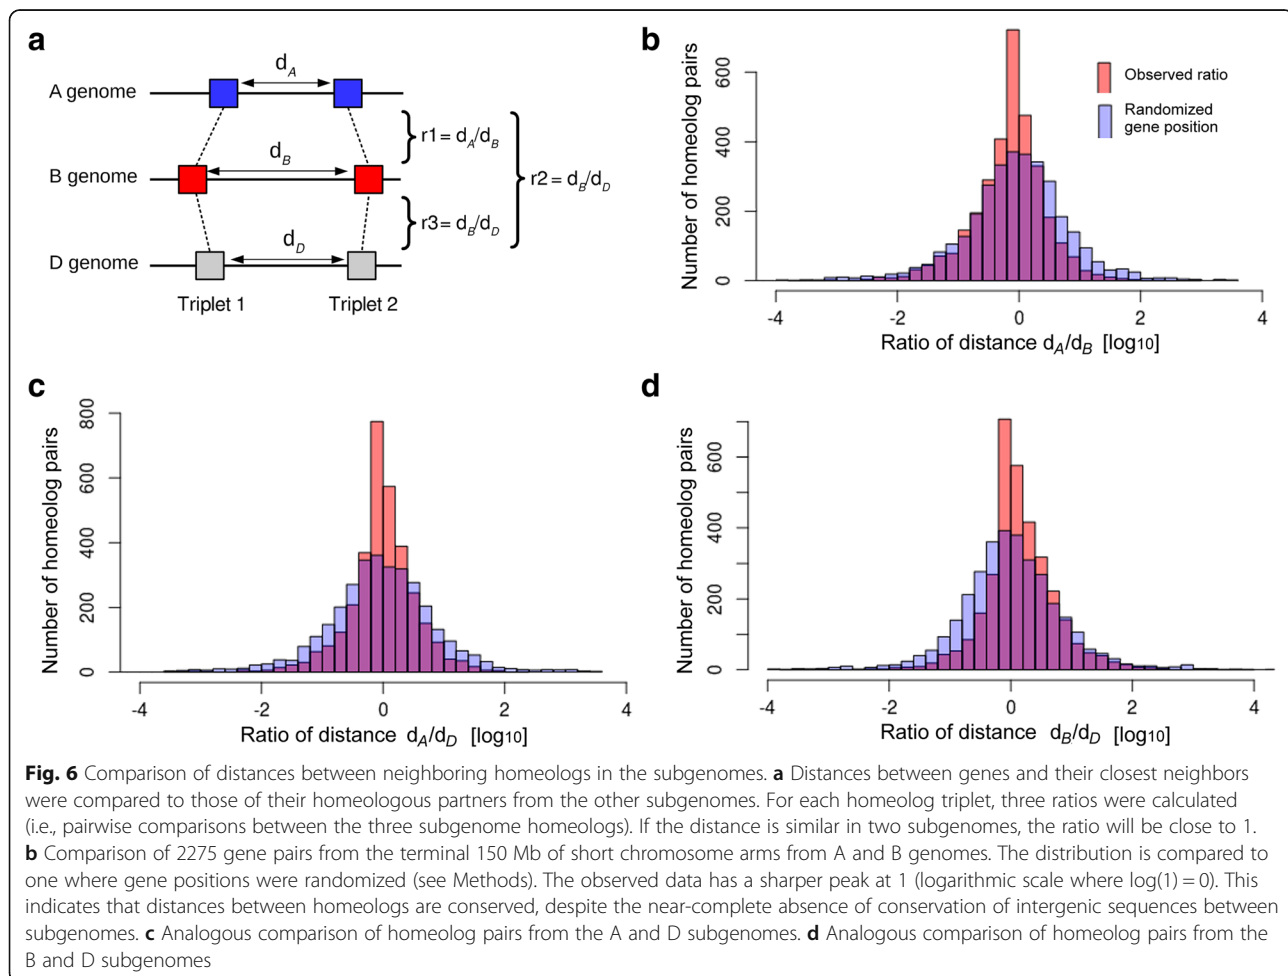 a
A genome
d_A
B genome
d_B
D genome
d_D
r1 = d_A/d_B
r2 = d_B/d_D
r3 = d_B/d_D
Triplet 1 Triplet 2
b
Number of homeolog pairs
0 200 400 600
Observed ratio
Randomized
gene position
-4 -2 0 2 4
Ratio of distance d_A/d_B [log10]
c
Number of homeolog pairs
0 200 400 600 800
-4 -2 0 2 4
Ratio of distance d_A/d_D [log10]
d
Number of homeolog pairs
0 200 400 600
-4 -2 0 2 4
Ratio of distance d_B/d_D [log10]
Fig. 6 Comparison of distances between neighboring homeologs in the subgenomes. a Distances between genes and their closest neighbors
were compared to those of their homeologous partners from the other subgenomes. For each homeolog triplet, three ratios were calculated
(i.e., pairwise comparisons between the three subgenome homeologs). If the distance is similar in two subgenomes, the ratio will be close to 1.
b Comparison of 2275 gene pairs from the terminal 150 Mb of short chromosome arms from A and B genomes. The distribution is compared to
one where gene positions were randomized (see Methods). The observed data has a sharper peak at 1 (logarithmic scale where log(1) = 0). This
indicates that distances between homeologs are conserved, despite the near-complete absence of conservation of intergenic sequences between
subgenomes. c Analogous comparison of homeolog pairs from the A and D subgenomes. d Analogous comparison of homeolog pairs from the
B and D subgenomes